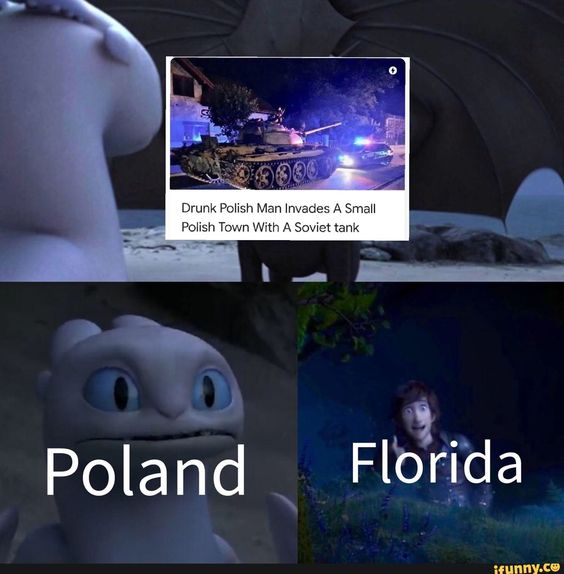 Drunk Polish Man Invades A Small
Polish Town With A Soviet tank
Poland
Florida
ifunny.co